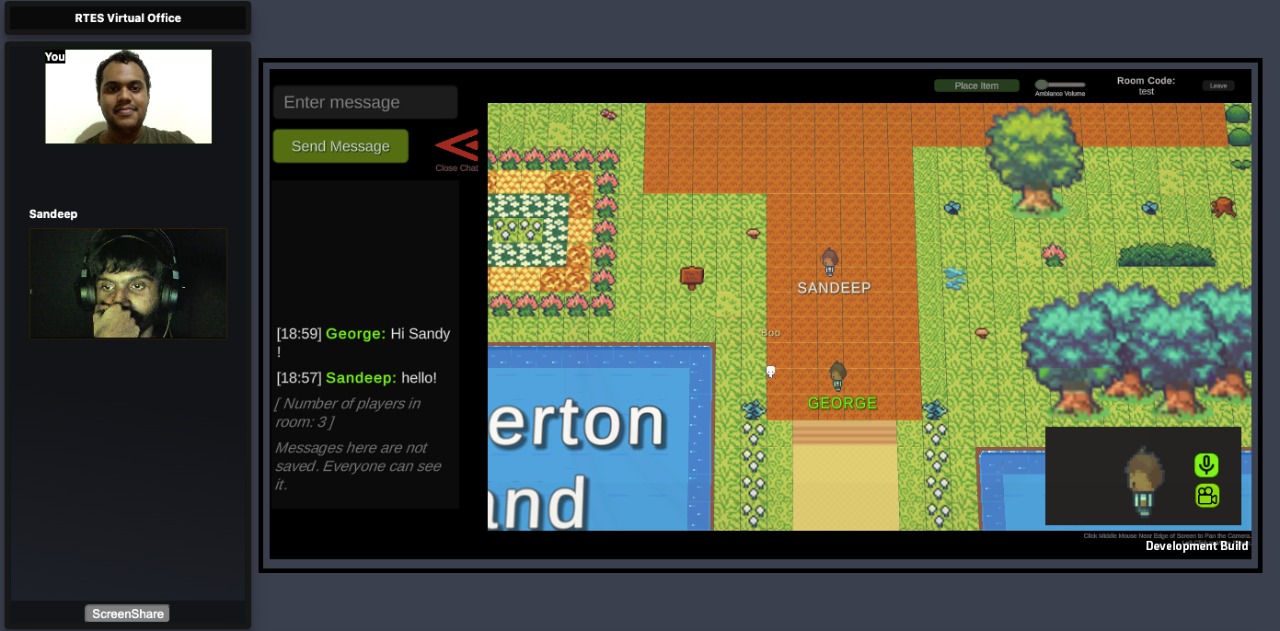 RTES Virtual Office
You
Sandeep
ScreenShare
Enter message
Send Message
Close Chat
[18:59] George: Hi Sandy
!
[18:57] Sandeep: hello!
[ Number of players in
room: 3 ]
Messages here are not
saved. Everyone can see
it.
Place Item
Ambiance Volume
Room Code:
test
Leave
SANDEEP
Boo
GEORGE
erton
and
Click Middle Mouse Near Edge of Screen to Pan the Camera.
Development Build